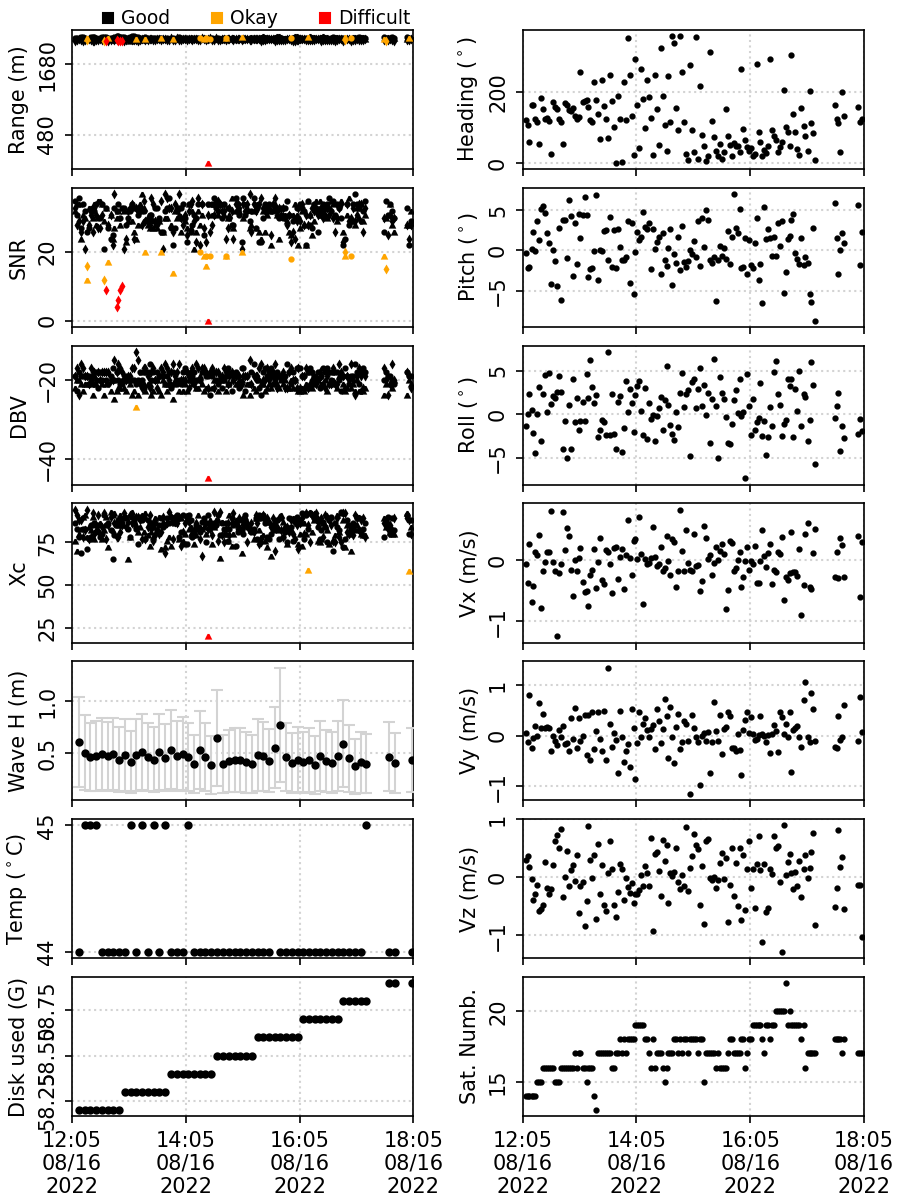 Good Okay Difficult
Range (m)
1680
480
Heading (°)
200
0
SNR
20
0
Pitch (°)
5
0
−5
DBV
−20
−40
Roll (°)
5
0
−5
Xc
75
50
25
Vx (m/s)
0
−1
Wave H (m)
1.0
0.5
Vy (m/s)
1
0
−1
Temp (°C)
45
44
Vz (m/s)
1
0
−1
Disk used (G)
58.75
58.50
58.25
Sat. Numb.
20
15
12:05 14:05 16:05 18:05
08/16 08/16 08/16 08/16
2022 2022 2022 2022
12:05 14:05 16:05 18:05
08/16 08/16 08/16 08/16
2022 2022 2022 2022